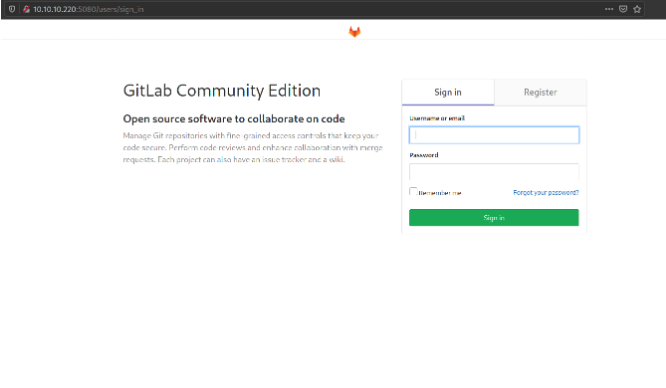 10.10.10.220:5080/users/sign_in
GitLab Community Edition
Open source software to collaborate on code
Manage Git repositories with fine-grained access controls that keep your
code secure. Perform code reviews and enhance collaboration with merge
requests. Each project can also have an issue tracker and a wiki.
Sign in
Register
Username or email
Password
Remember me
Forgot your password?
Sign in